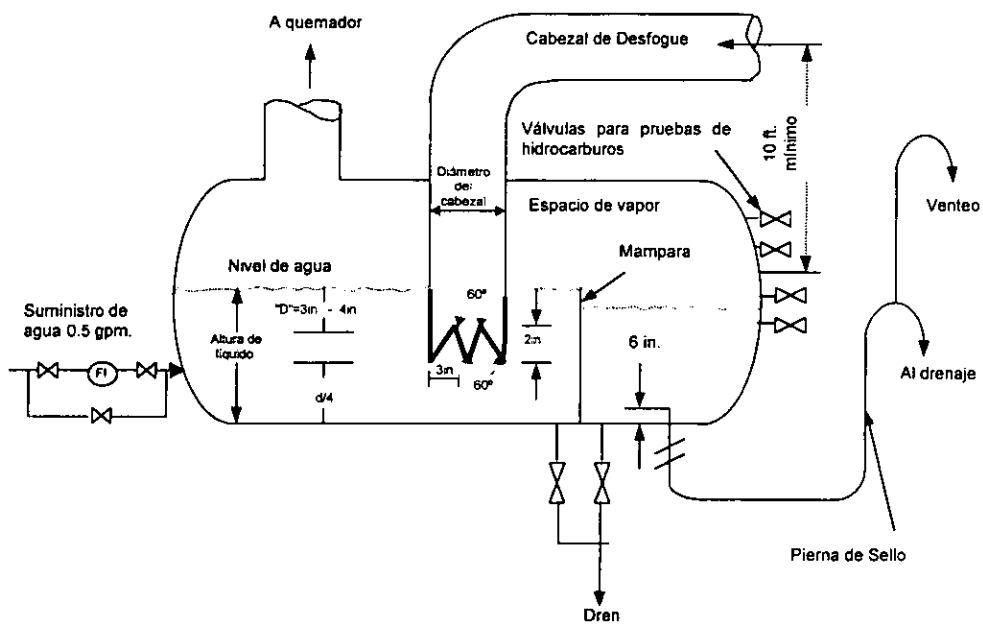 A quemador
Cabezal de Desfogue
Válvulas para pruebas de
hidrocarburos
10 ft.
mínimo
Diámetro
del
cabezal
Espacio de vapor
Venteo
Mampara
Nivel de agua
"D"=3in - 4in
60°
Suministro de
agua 0.5 gpm.
Altura de
líquido
2in
6 in.
FI
3in
60°
d/4
Al drenaje
Pierna de Sello
Dren